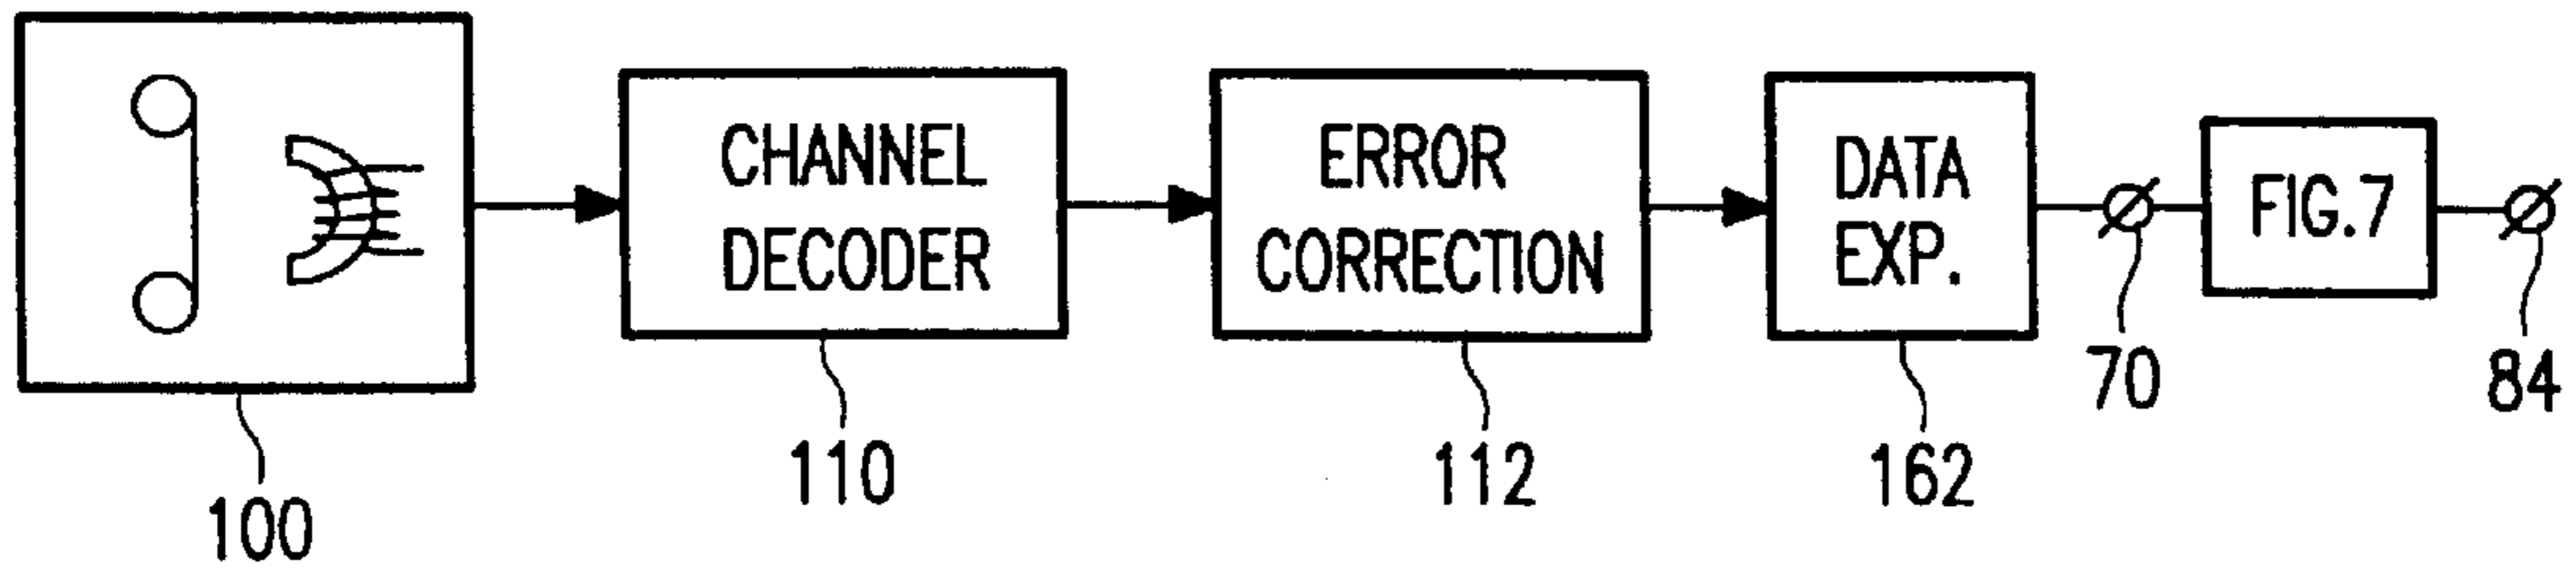 CHANNEL
DECODER
ERROR
CORRECTION
DATA
EXP.
FIG.7
100
110
112
162
70
84